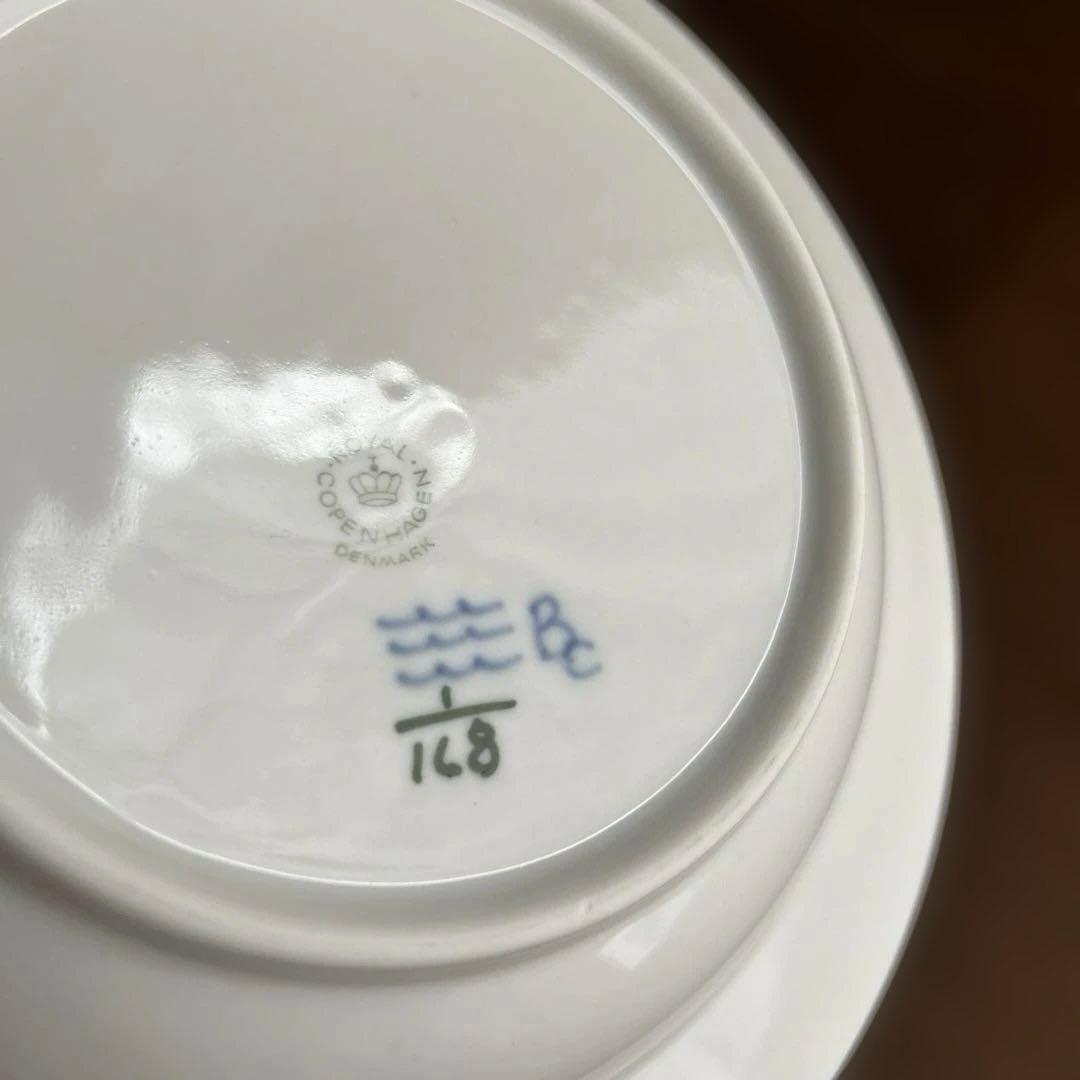 · ROYAL ·
COPENHAGEN
DENMARK
BC
1
168